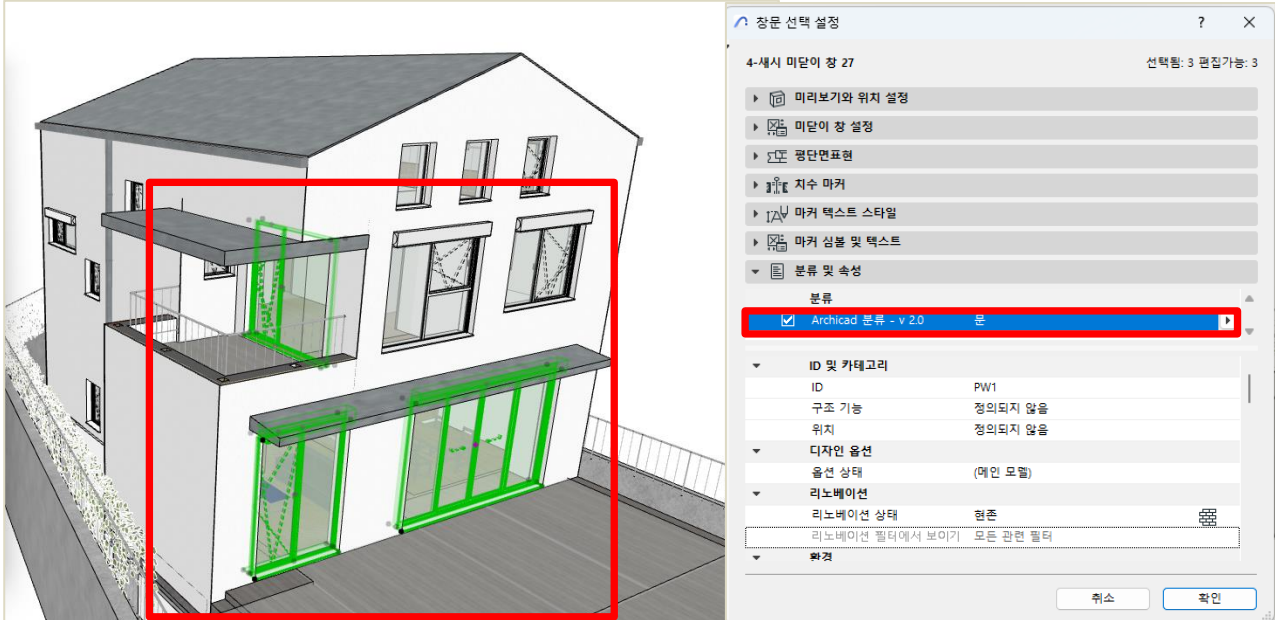 창문 선택 설정
?
4-새시 미닫이 창 27 선택됨: 3 편집가능: 3
미리보기와 위치 설정
미닫이 창 설정
평단면표현
치수 마커
마커 텍스트 스타일
마커 심볼 및 텍스트
분류 및 속성
분류
Archicad 분류 - v 2.0 문
ID 및 카테고리
ID PW1
구조 기능 정의되지 않음
위치 정의되지 않음
디자인 옵션
옵션 상태 (메인 모델)
리노베이션
리노베이션 상태 현존
리노베이션 필터에서 보이기 모든 관련 필터
환경
취소 확인